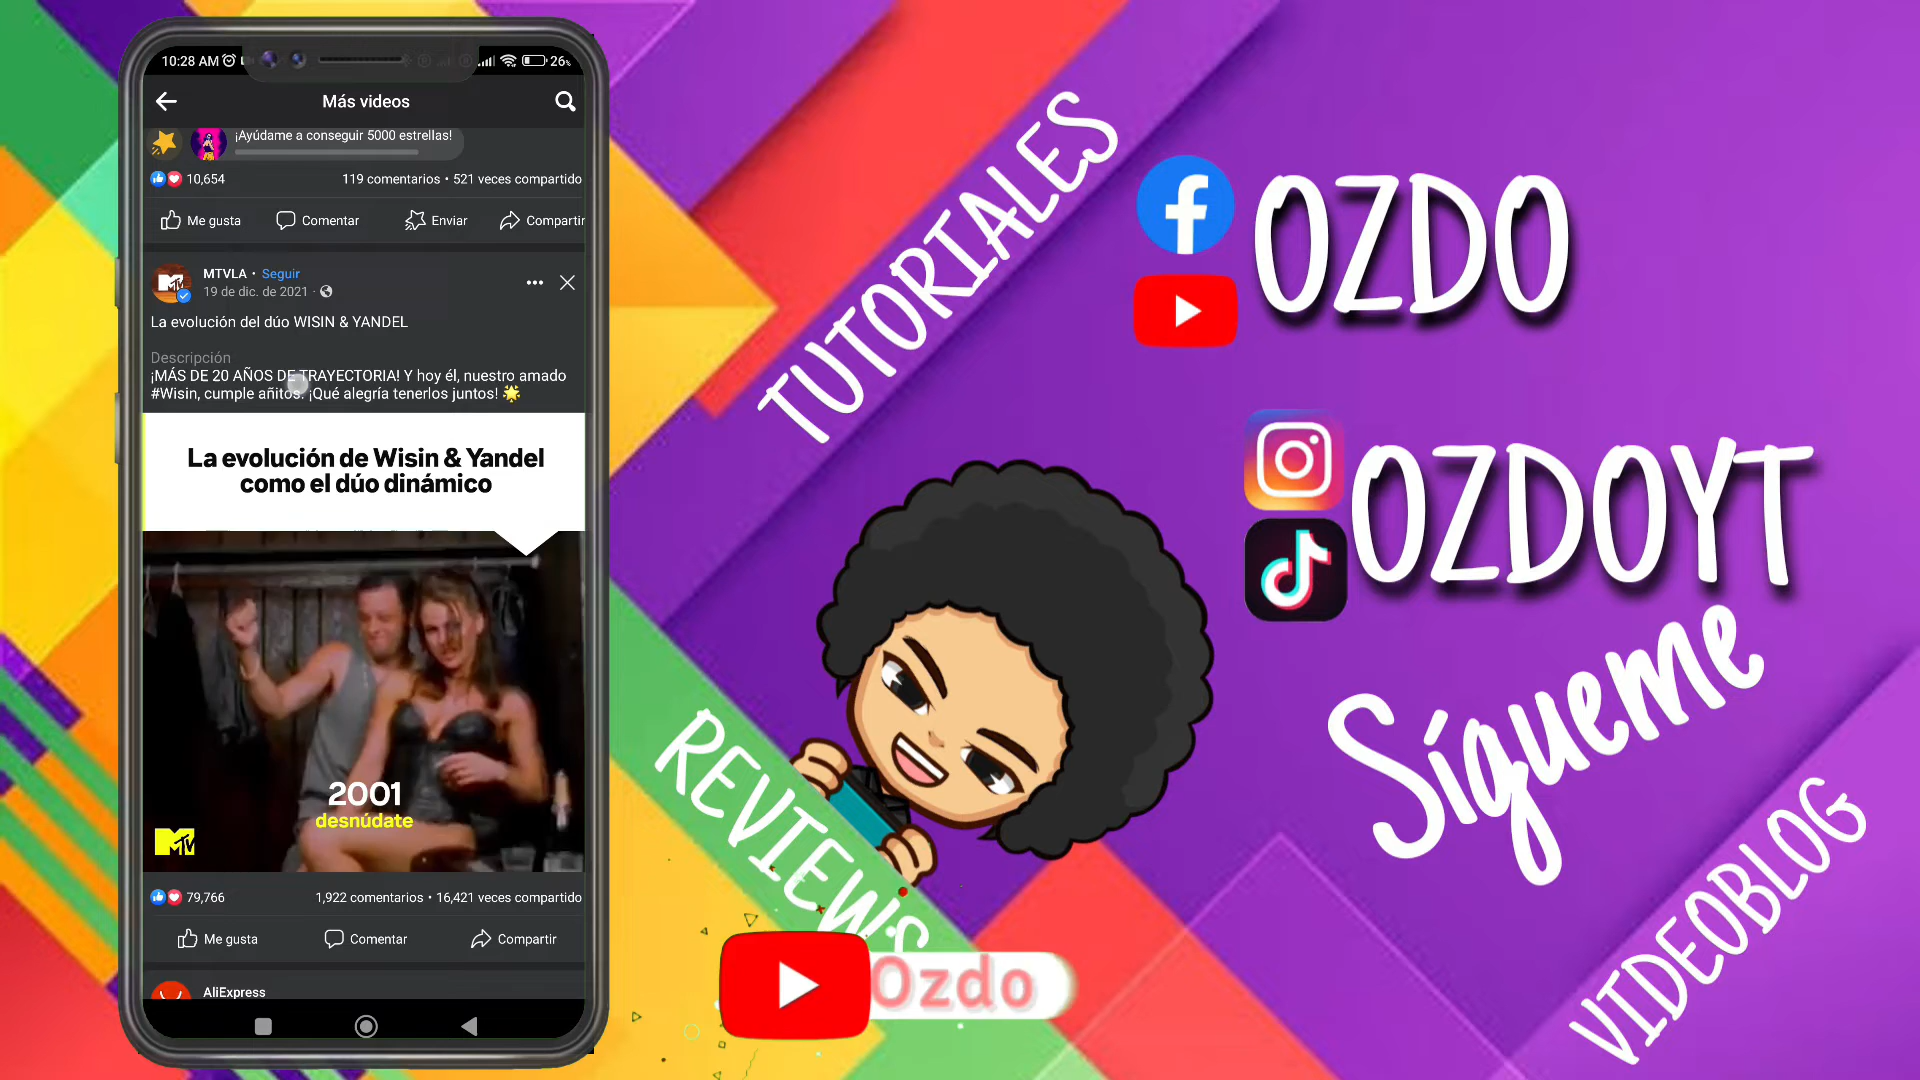 10:28 AM
26%
Más videos
¡Ayúdame a conseguir 5000 estrellas!
10,654
119 comentarios • 521 veces compartido
Me gusta
Comentar
Enviar
Compartir
MTVLA • Seguir
19 de dic. de 2021 ·
La evolución del dúo WISIN & YANDEL
Descripción
¡MÁS DE 20 AÑOS DE TRAYECTORIA! Y hoy él, nuestro amado
#Wisin, cumple añitos. ¡Qué alegría tenerlos juntos!
La evolución de Wisin & Yandel
como el dúo dinámico
2001
desnúdate
MTV
79,766
1,922 comentarios • 16,421 veces compartido
Me gusta
Comentar
Compartir
AliExpress
TUTORIALES
OZDO
OZDOYT
Sígueme
REVIEWS
VIDEOBLOG
Ozdo